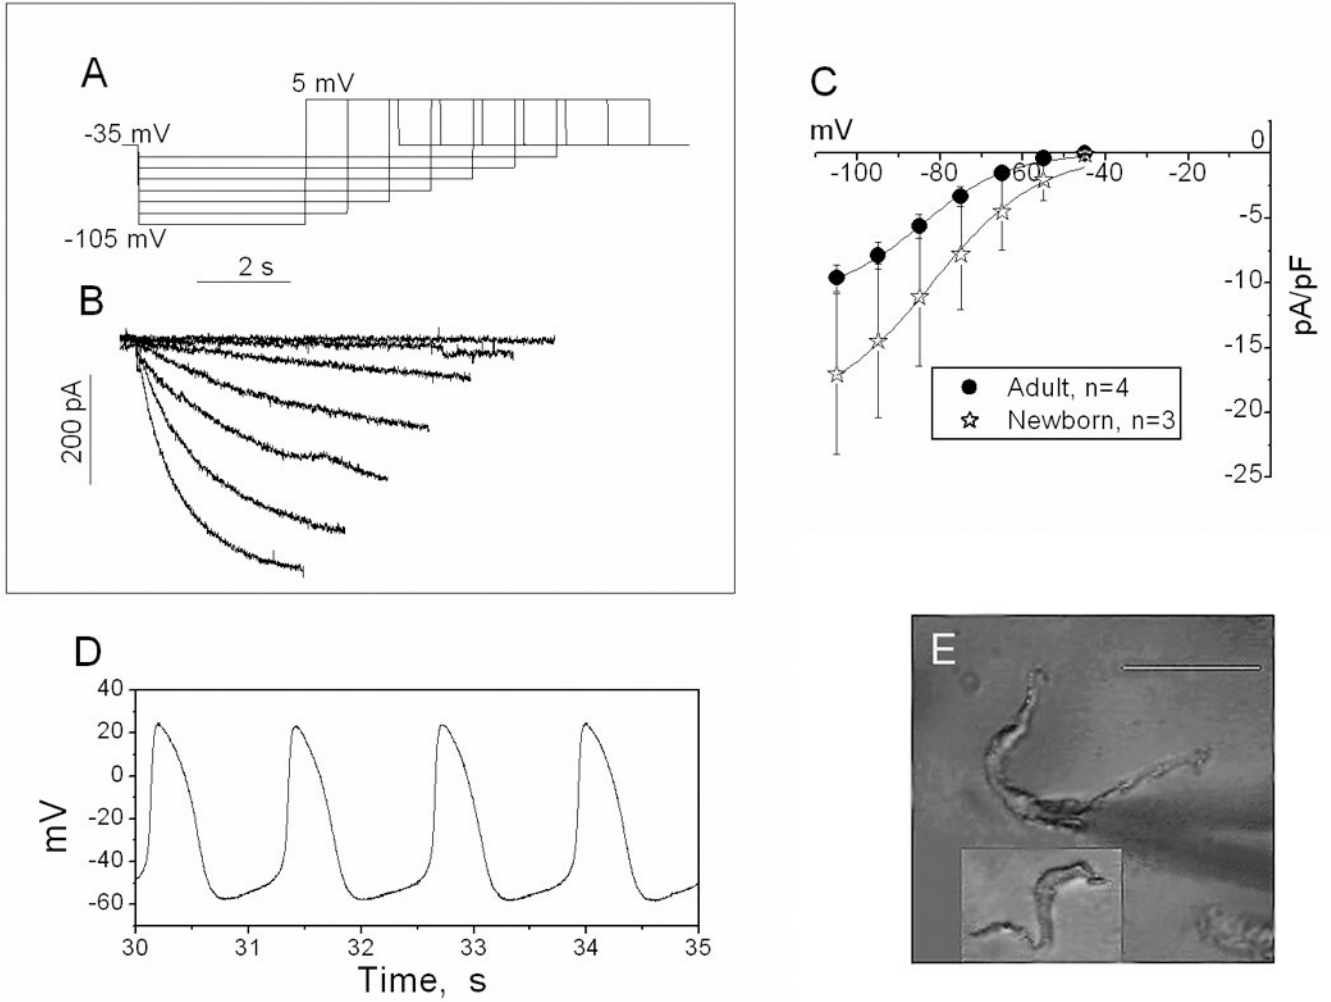 A
5 mV
-35 mV
-105 mV
2 s
B
200 pA
C
mV
0
-100 -80 -60 -40 -20
-5
-10
-15
-20
-25
pA/pF
Adult, n=4
Newborn, n=3
D
40
20
0
-20
-40
-60
mV
30 31 32 33 34 35
Time, s
E